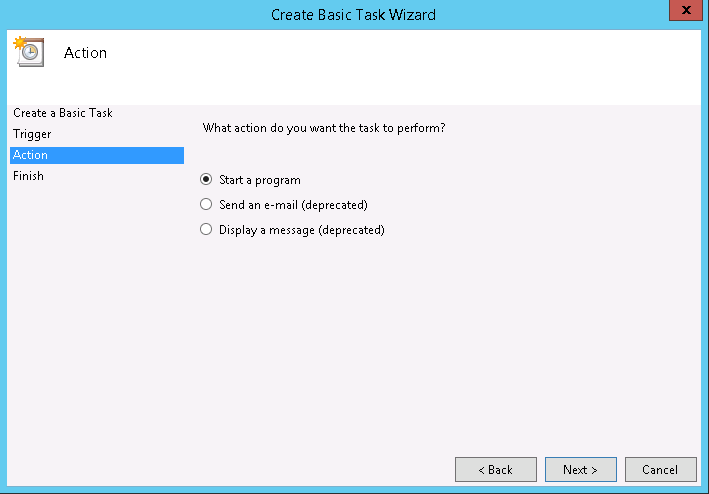 Create Basic Task Wizard
x
Action
Create a Basic Task
Trigger
Action
Finish
What action do you want the task to perform?
Start a program
Send an e-mail (deprecated)
Display a message (deprecated)
< Back
Next >
Cancel